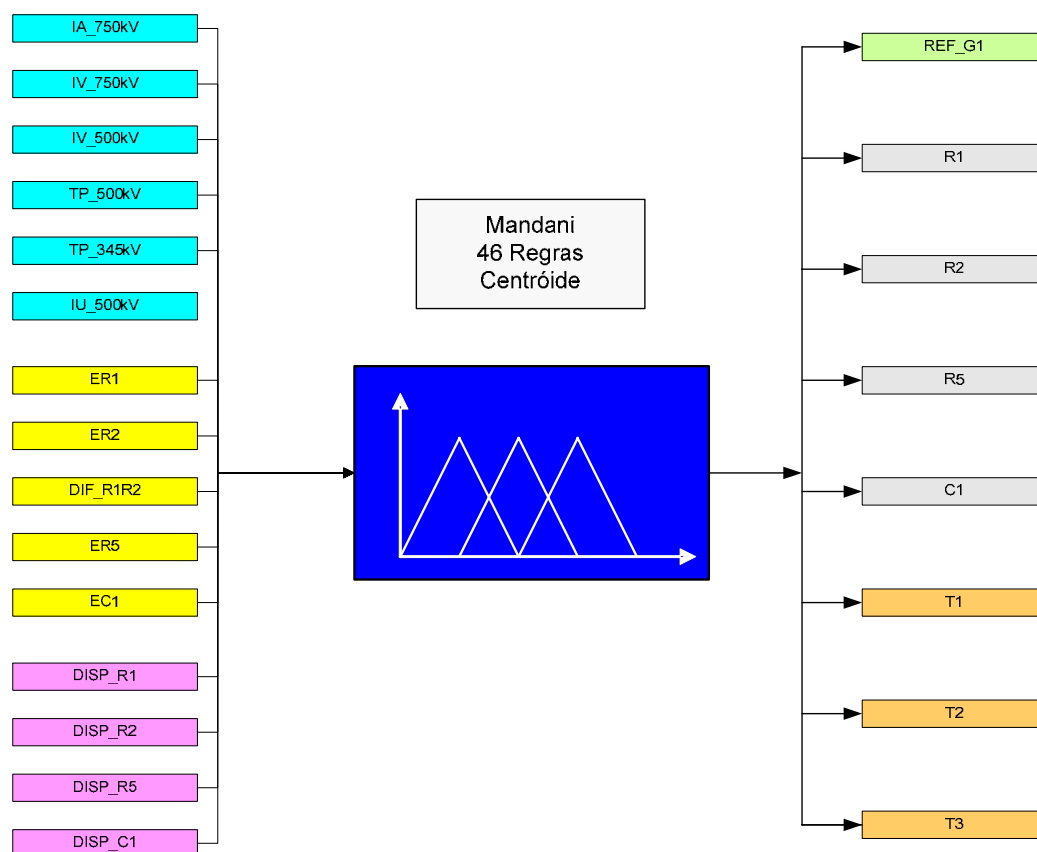 IA_750kV
IV_750kV
IV_500kV
TP_500kV
TP_345kV
IU_500kV
ER1
ER2
DIF_R1R2
ER5
EC1
DISP_R1
DISP_R2
DISP_R5
DISP_C1
Mandani
46 Regras
Centróide
REF_G1
R1
R2
R5
C1
T1
T2
T3